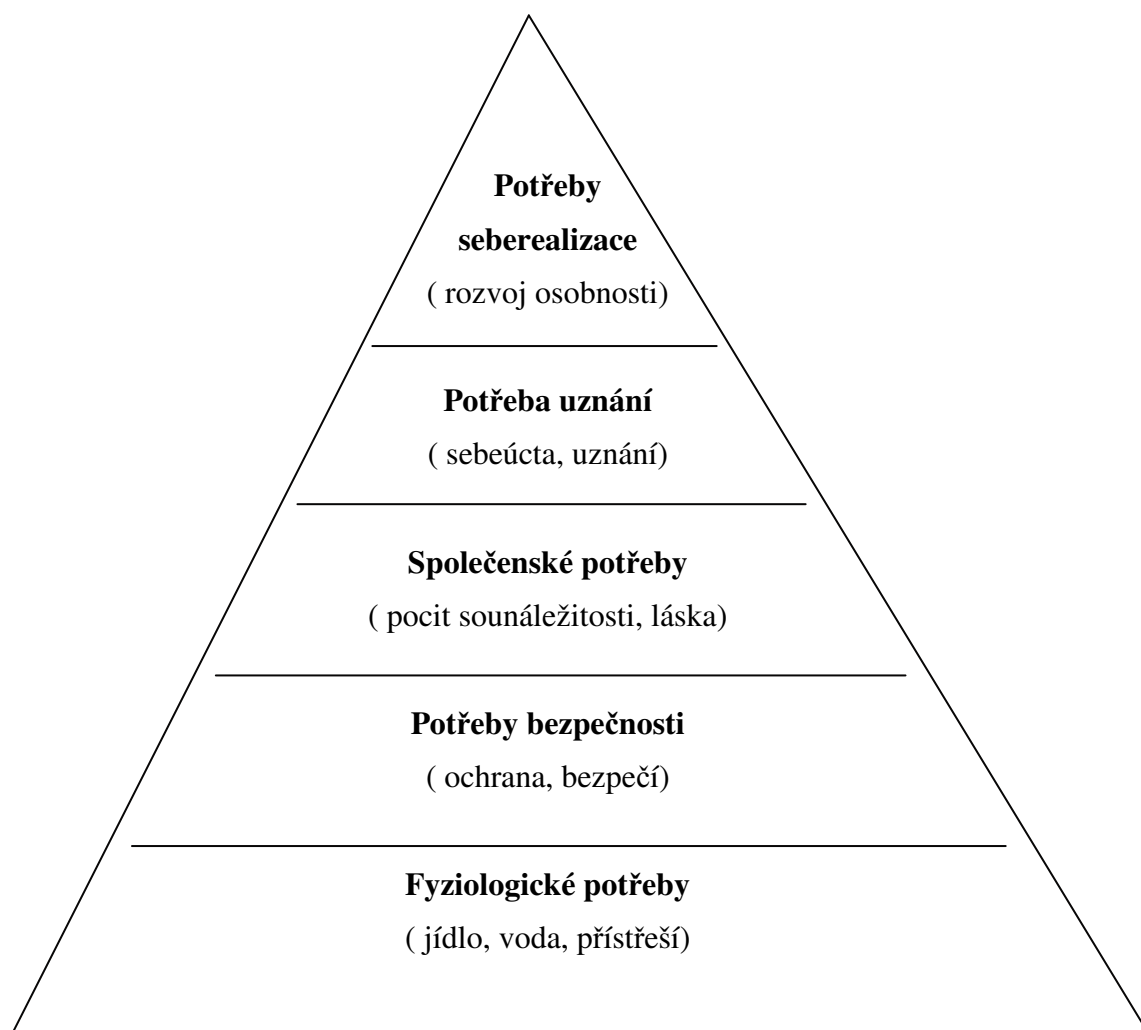 Potřeby
seberealizace
( rozvoj osobnosti)
Potřeba uznání
( sebeúcta, uznání)
Společenské potřeby
( pocit sounáležitosti, láska)
Potřeby bezpečnosti
( ochrana, bezpečí)
Fyziologické potřeby
( jídlo, voda, přístřeší)